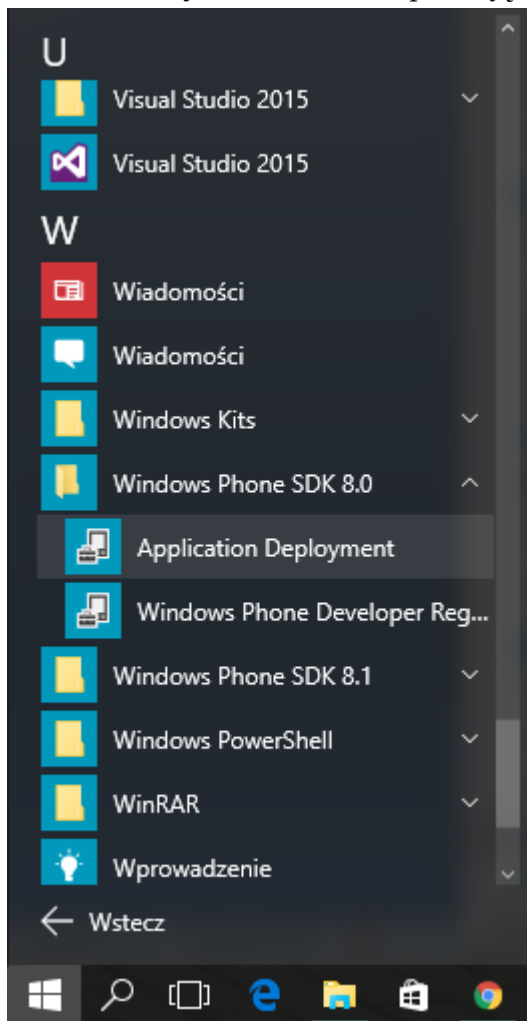 U
Visual Studio 2015
Visual Studio 2015
W
Wiadomości
Wiadomości
Windows Kits
Windows Phone SDK 8.0
Application Deployment
Windows Phone Developer Reg...
Windows Phone SDK 8.1
Windows PowerShell
WinRAR
Wprowadzenie
Wstecz